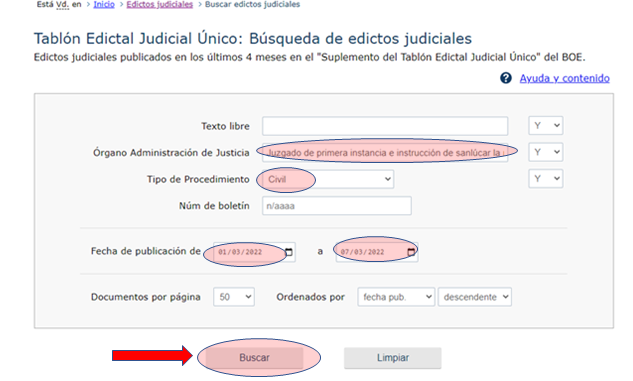 Está Vd. en > Inicio > Edictos judiciales > Buscar edictos judiciales
Tablón Edictal Judicial Único: Búsqueda de edictos judiciales
Edictos judiciales publicados en los últimos 4 meses en el "Suplemento del Tablón Edictal Judicial Único" del BOE.
? Ayuda y contenido
Texto libre Y
Órgano Administración de Justicia Juzgado de primera instancia e instrucción de sanlúcar la Y
Tipo de Procedimiento Civil Y
Núm de boletín n/aaaa
Fecha de publicación de 01/03/2022 a 07/03/2022
Documentos por página 50 Ordenados por fecha pub. descendente
Buscar Limpiar